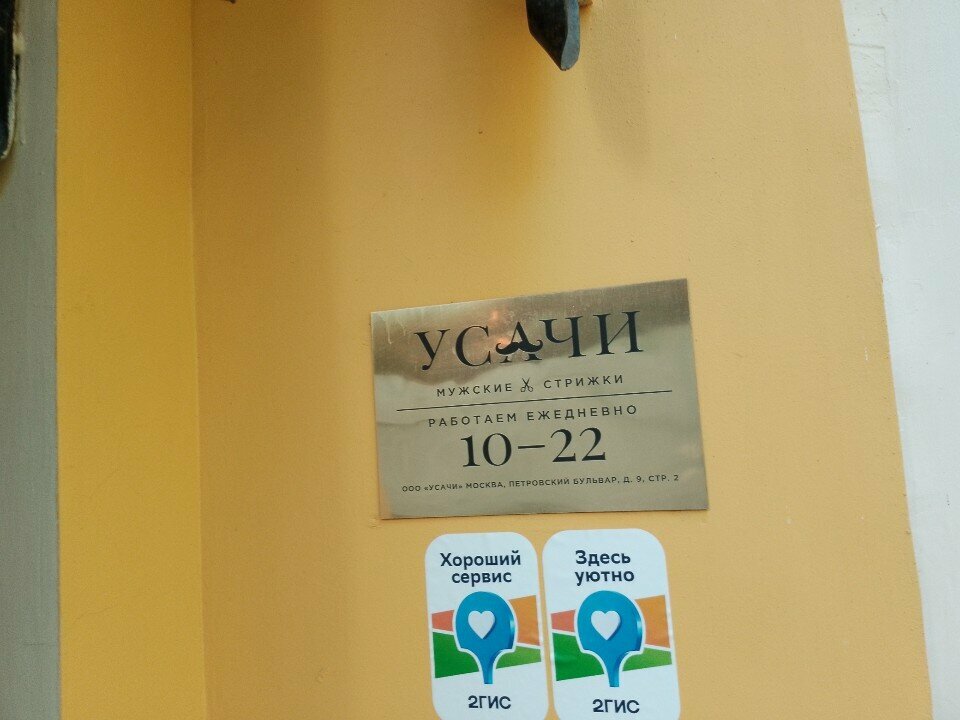 УСАЧИ
МУЖСКИЕ СТРИЖКИ
РАБОТАЕМ ЕЖЕДНЕВНО
10–22
ООО «УСАЧИ» МОСКВА, ПЕТРОВСКИЙ БУЛЬВАР, Д. 9, СТР. 2
Хороший
сервис
2ГИС
Здесь
уютно
2ГИС